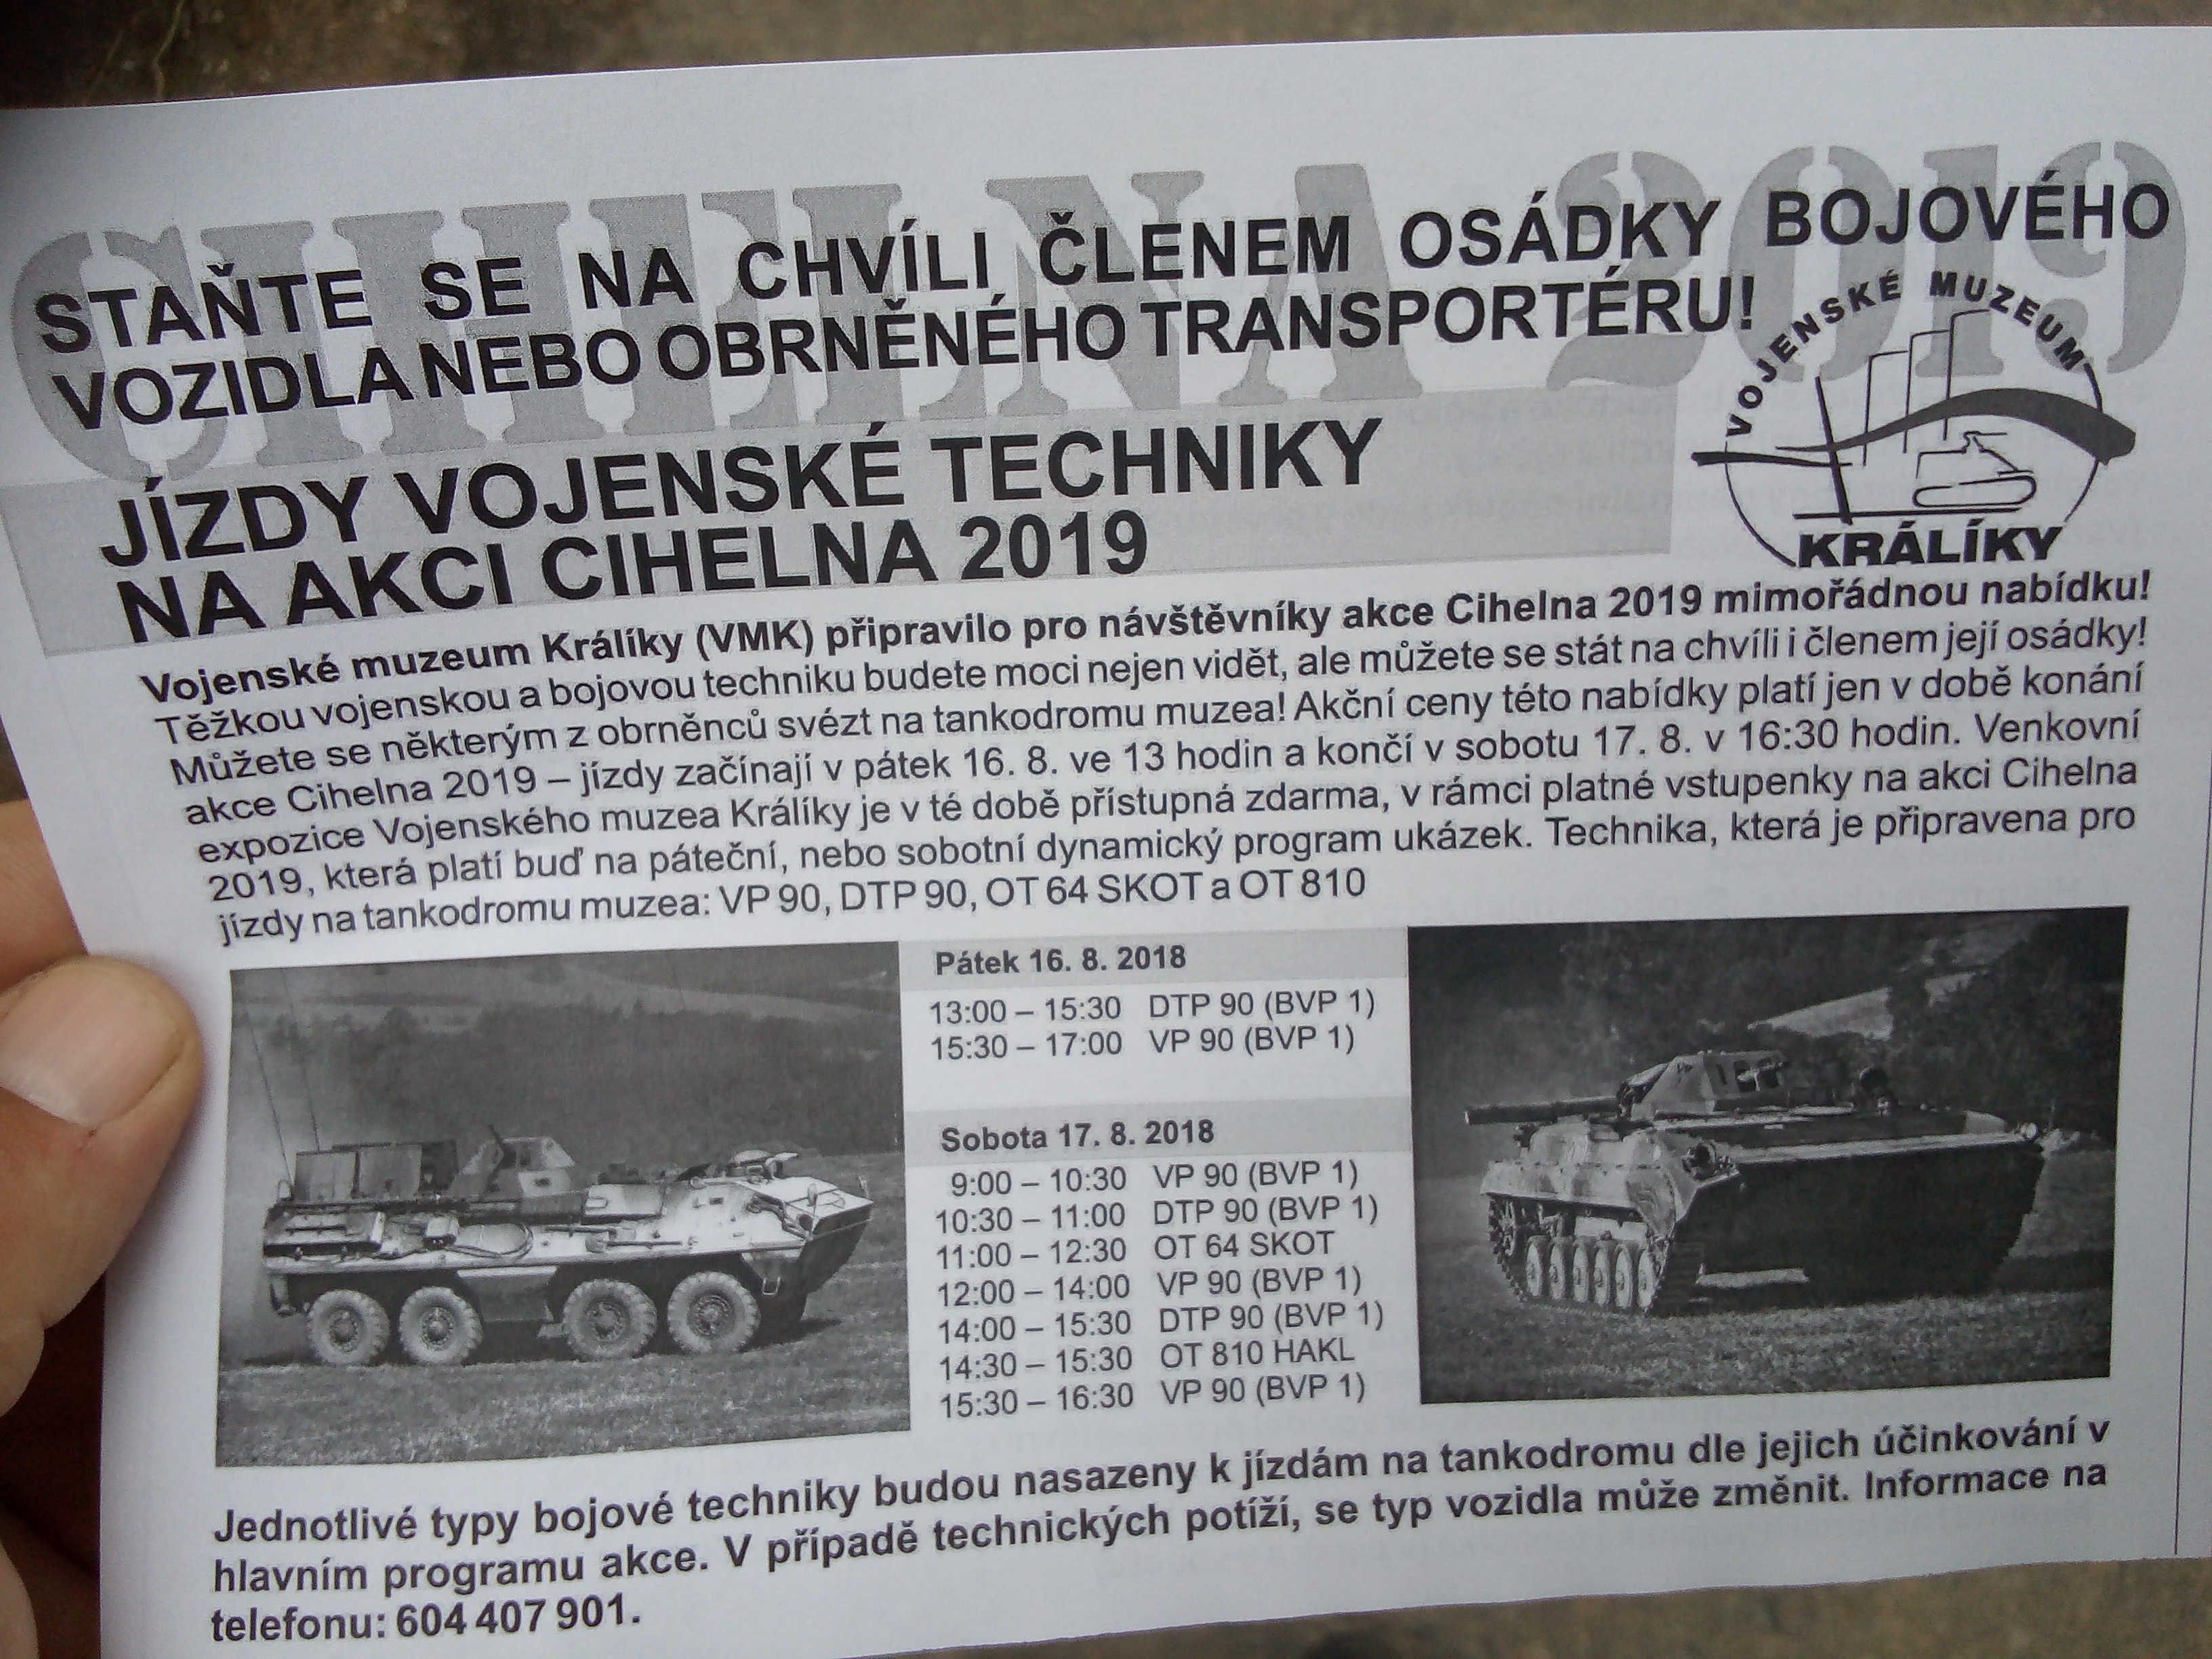 CIHELNA 2019
STAŇTE SE NA CHVÍLI ČLENEM OSÁDKY BOJOVÉHO
VOZIDLA NEBO OBRNĚNÉHO TRANSPORTÉRU!
VOJENSKÉ MUZEUM
KRÁLÍKY
JÍZDY VOJENSKÉ TECHNIKY
NA AKCI CIHELNA 2019
Vojenské muzeum Králíky (VMK) připravilo pro návštěvníky akce Cihelna 2019 mimořádnou nabídku!
Těžkou vojenskou a bojovou techniku budete moci nejen vidět, ale můžete se stát na chvíli i členem její osádky!
Můžete se některým z obrněnců svézt na tankodromu muzea! Akční ceny této nabídky platí jen v době konání
akce Cihelna 2019 – jízdy začínají v pátek 16. 8. ve 13 hodin a končí v sobotu 17. 8. v 16:30 hodin. Venkovní
expozice Vojenského muzea Králíky je v té době přístupná zdarma, v rámci platné vstupenky na akci Cihelna
2019, která platí buď na páteční, nebo sobotní dynamický program ukázek. Technika, která je připravena pro
jízdy na tankodromu muzea: VP 90, DTP 90, OT 64 SKOT a OT 810
Pátek 16. 8. 2018
13:00 – 15:30 DTP 90 (BVP 1)
15:30 – 17:00 VP 90 (BVP 1)
Sobota 17. 8. 2018
9:00 – 10:30 VP 90 (BVP 1)
10:30 – 11:00 DTP 90 (BVP 1)
11:00 – 12:30 OT 64 SKOT
12:00 – 14:00 VP 90 (BVP 1)
14:00 – 15:30 DTP 90 (BVP 1)
14:30 – 15:30 OT 810 HAKL
15:30 – 16:30 VP 90 (BVP 1)
Jednotlivé typy bojové techniky budou nasazeny k jízdám na tankodromu dle jejich účinkování v
hlavním programu akce. V případě technických potíží, se typ vozidla může změnit. Informace na
telefonu: 604 407 901.